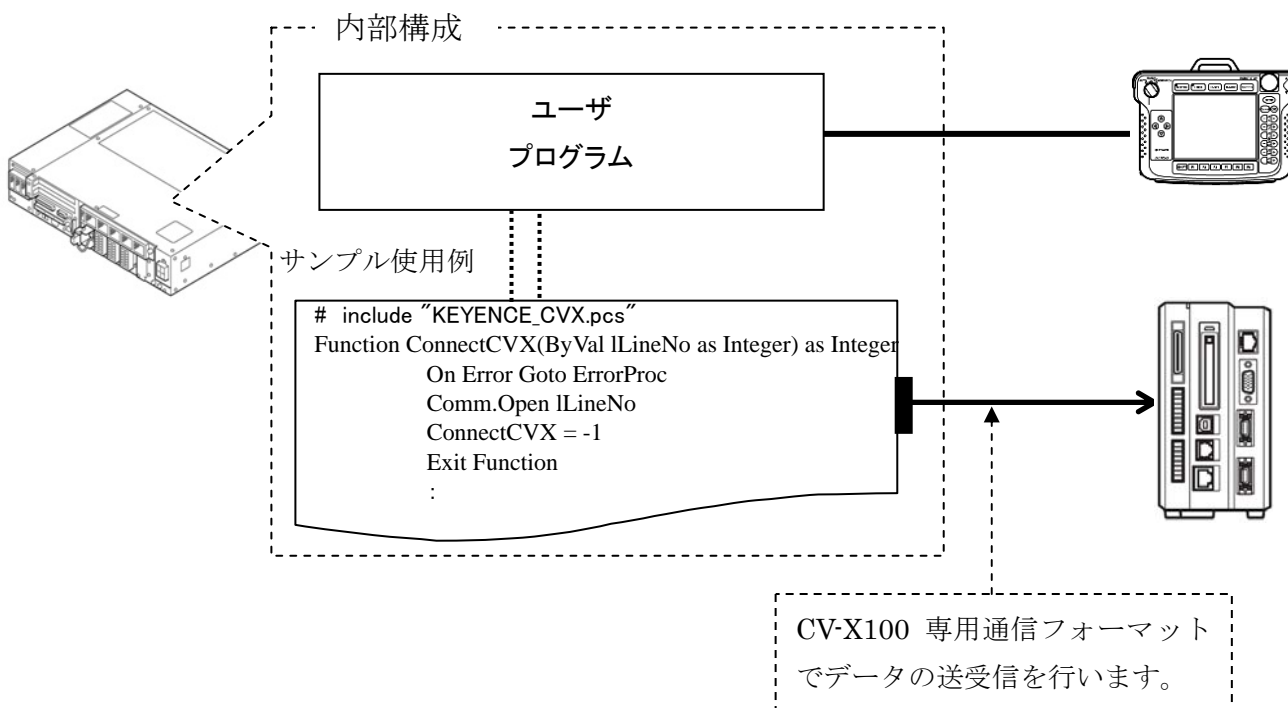 内部構成
ユーザ
プログラム
サンプル使用例
# include "KEYENCE_CVX.pcs"
Function ConnectCVX(ByVal lLineNo as Integer) as Integer
On Error Goto ErrorProc
Comm.Open lLineNo
ConnectCVX = -1
Exit Function
:
CV-X100 専用通信フォーマット
でデータの送受信を行います。